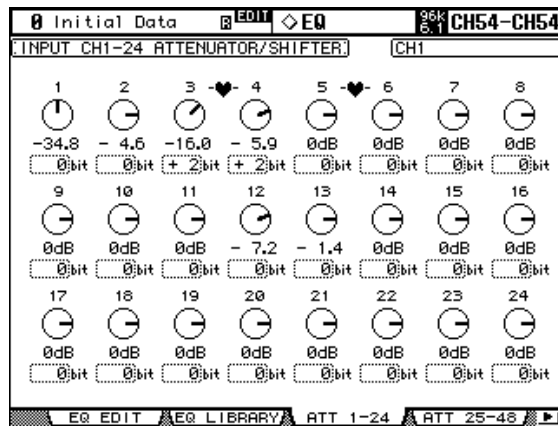 0 Initial Data R EDIT ◇EQ 96k 6.1 CH54-CH54
INPUT CH1-24 ATTENUATOR/SHIFTER CH1
1 2 3 -♥- 4 5 -♥- 6 7 8
-34.8 - 4.6 -16.0 - 5.9 0dB 0dB 0dB 0dB
0bit 0bit + 2bit + 2bit 0bit 0bit 0bit 0bit
9 10 11 12 13 14 15 16
0dB 0dB 0dB - 7.2 - 1.4 0dB 0dB 0dB
0bit 0bit 0bit 0bit 0bit 0bit 0bit 0bit
17 18 19 20 21 22 23 24
0dB 0dB 0dB 0dB 0dB 0dB 0dB 0dB
0bit 0bit 0bit 0bit 0bit 0bit 0bit 0bit
EQ EDIT EQ LIBRARY ATT 1-24 ATT 25-48